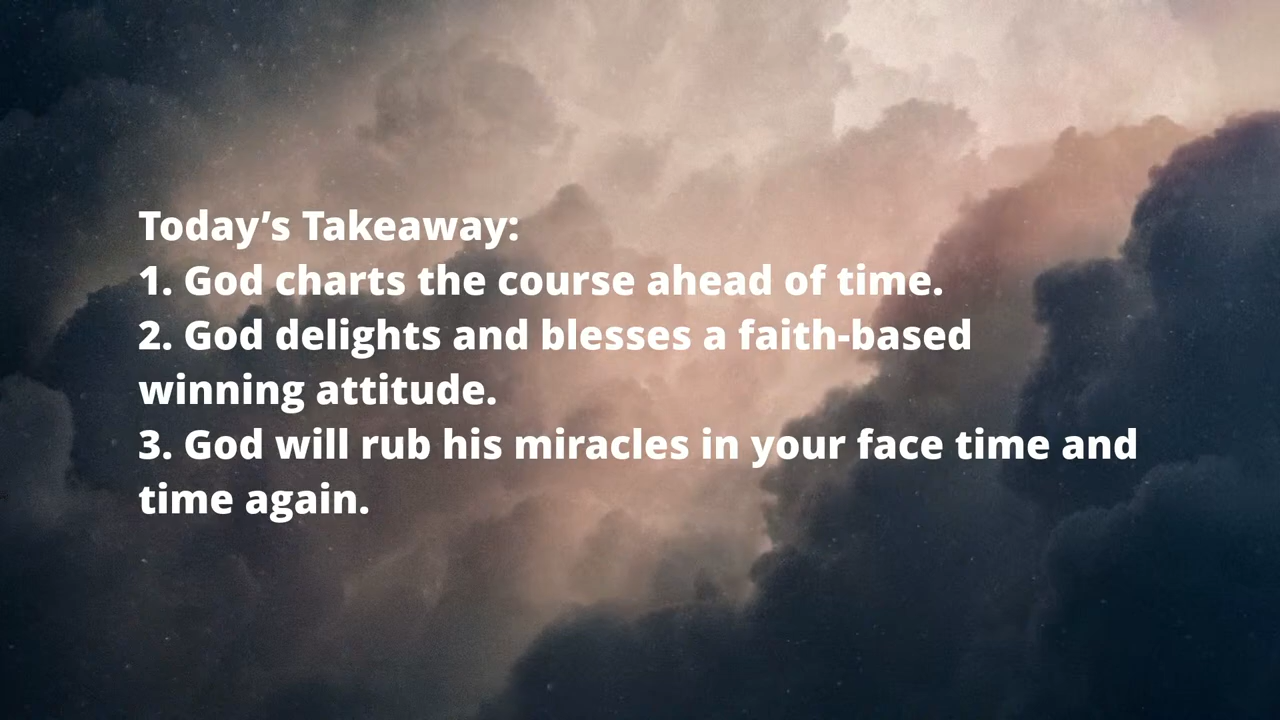 Today’s Takeaway:
1. God charts the course ahead of time.
2. God delights and blesses a faith-based
winning attitude.
3. God will rub his miracles in your face time and
time again.